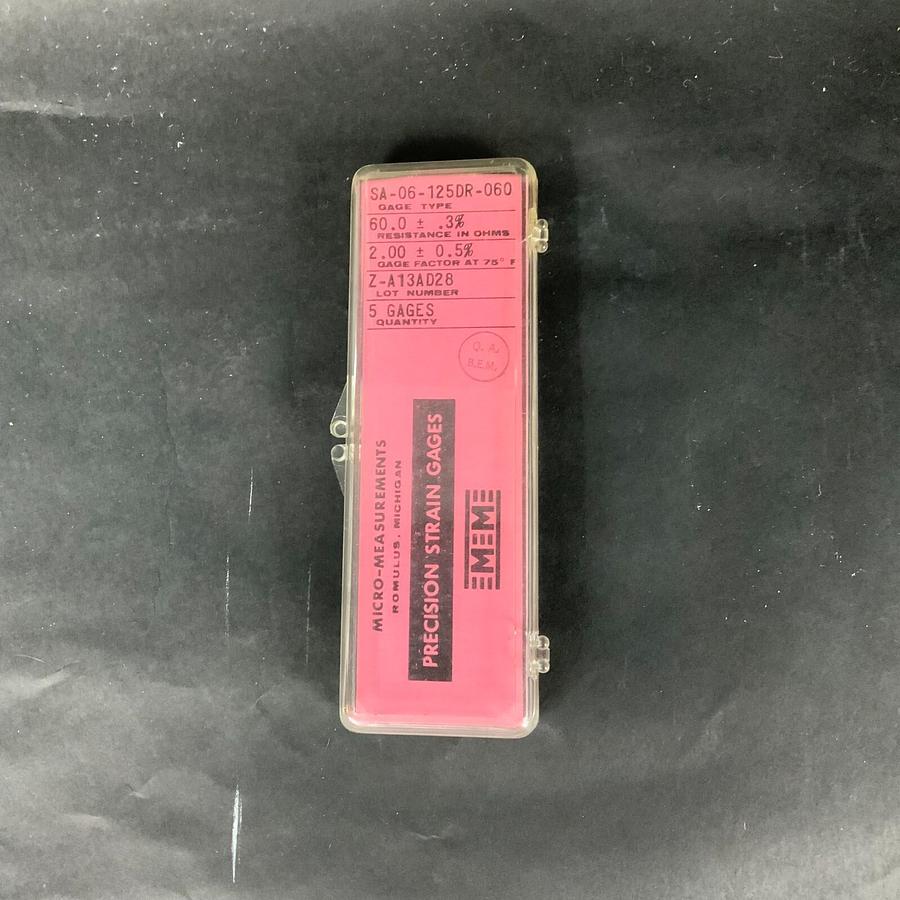 SA-06-125DR-060
GAGE TYPE
60.0 ± .3%
RESISTANCE IN OHMS
2.00 ± 0.5%
GAGE FACTOR AT 75° F
Z-A13AD28
LOT NUMBER
5 GAGES
QUANTITY
Q. A.
B.E.M.
MICRO-MEASUREMENTS
ROMULUS, MICHIGAN
PRECISION STRAIN GAGES
MM